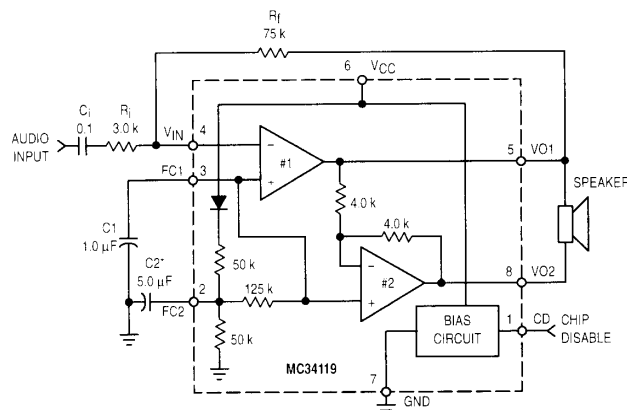 Rf
75 k
6 VCC
Ci
0.1
Ri
3.0 k
AUDIO
INPUT
VIN
4
−
#1
+
5
VO1
FC1
3
SPEAKER
4.0 k
4.0 k
C1
1.0 µF
C2*
5.0 µF
50 k
−
#2
+
8
VO2
2
FC2
125 k
50 k
BIAS
CIRCUIT
1
CD
CHIP
DISABLE
MC34119
7
GND